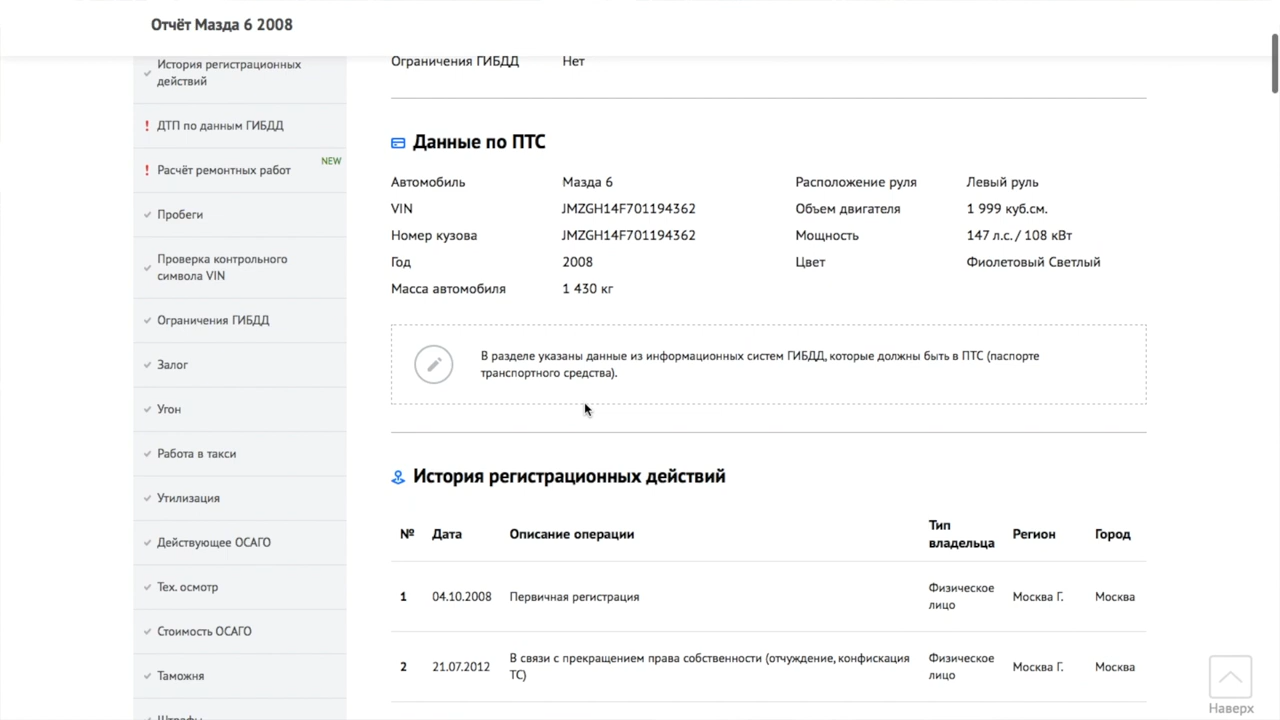 Отчёт Мазда 6 2008
История регистрационных
действий
! ДТП по данным ГИБДД
! Расчёт ремонтных работ NEW
Пробеги
Проверка контрольного
символа VIN
Ограничения ГИБДД
Залог
Угон
Работа в такси
Утилизация
Действующее ОСАГО
Тех. осмотр
Стоимость ОСАГО
Таможня
Штрафы
Ограничения ГИБДД Нет
Данные по ПТС
Автомобиль Мазда 6 Расположение руля Левый руль
VIN JMZGH14F701194362 Объем двигателя 1 999 куб.см.
Номер кузова JMZGH14F701194362 Мощность 147 л.с. / 108 кВт
Год 2008 Цвет Фиолетовый Светлый
Масса автомобиля 1 430 кг
В разделе указаны данные из информационных систем ГИБДД, которые должны быть в ПТС (паспорте
транспортного средства).
История регистрационных действий
№ Дата Описание операции Тип владельца Регион Город
1 04.10.2008 Первичная регистрация Физическое лицо Москва Г. Москва
2 21.07.2012 В связи с прекращением права собственности (отчуждение, конфискация ТС) Физическое лицо Москва Г. Москва
Наверх